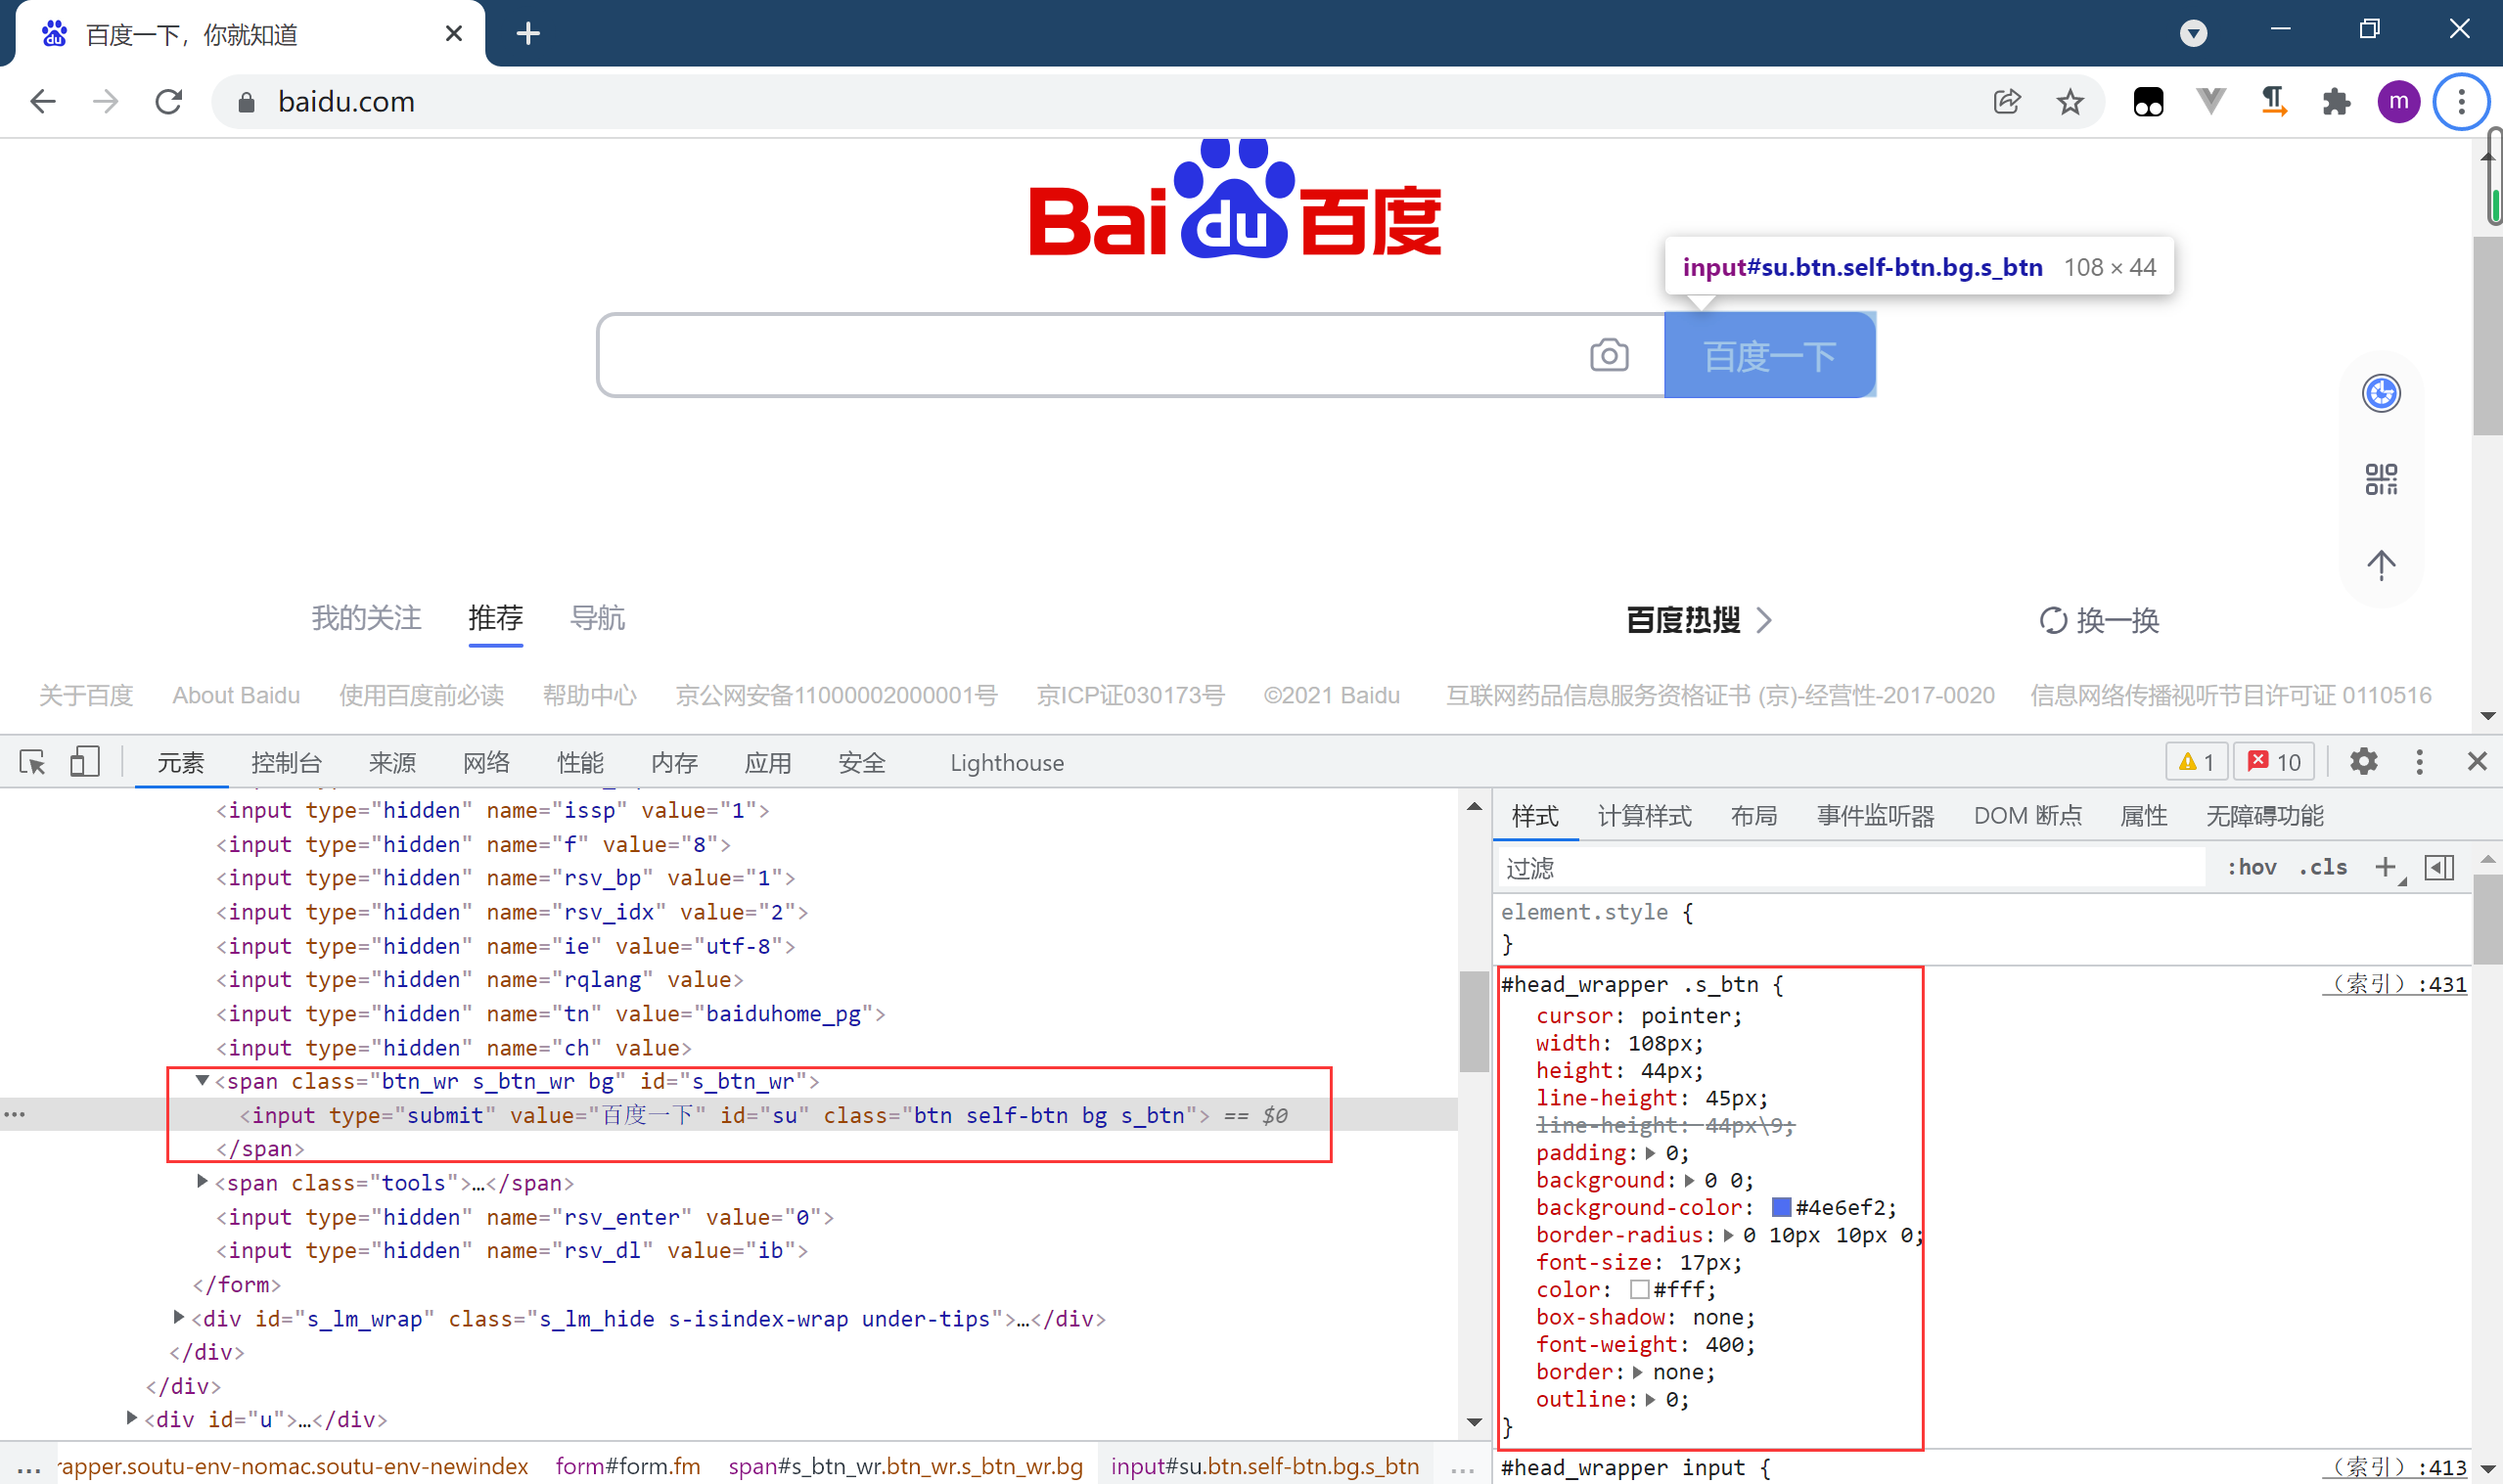 百度一下，你就知道
baidu.com
m
Bai du 百度
input#su.btn.self-btn.bg.s_btn 108 × 44
百度一下
我的关注 推荐 导航
百度热搜 换一换
关于百度 About Baidu 使用百度前必读 帮助中心 京公网安备11000002000001号 京ICP证030173号 ©2021 Baidu 互联网药品信息服务资格证书 (京)-经营性-2017-0020 信息网络传播视听节目许可证 0110516
元素 控制台 来源 网络 性能 内存 应用 安全 Lighthouse 1 10
<input type="hidden" name="issp" value="1">
<input type="hidden" name="f" value="8">
<input type="hidden" name="rsv_bp" value="1">
<input type="hidden" name="rsv_idx" value="2">
<input type="hidden" name="ie" value="utf-8">
<input type="hidden" name="rqlang" value>
<input type="hidden" name="tn" value="baiduhome_pg">
<input type="hidden" name="ch" value>
<span class="btn_wr s_btn_wr bg" id="s_btn_wr">
<input type="submit" value="百度一下" id="su" class="btn self-btn bg s_btn"> == $0
</span>
<span class="tools">…</span>
<input type="hidden" name="rsv_enter" value="0">
<input type="hidden" name="rsv_dl" value="ib">
</form>
<div id="s_lm_wrap" class="s_lm_hide s-isindex-wrap under-tips">…</div>
</div>
</div>
<div id="u">…</div>
... rapper.soutu-env-nomac.soutu-env-newindex form#form.fm span#s_btn_wr.btn_wr.s_btn_wr.bg input#su.btn.self-btn.bg.s_btn ...
样式 计算样式 布局 事件监听器 DOM 断点 属性 无障碍功能
过滤 :hov .cls
element.style {
}
#head_wrapper .s_btn { （索引）:431
cursor: pointer;
width: 108px;
height: 44px;
line-height: 45px;
line-height: 44px\9;
padding: 0;
background: 0 0;
background-color: #4e6ef2;
border-radius: 0 10px 10px 0;
font-size: 17px;
color: #fff;
box-shadow: none;
font-weight: 400;
border: none;
outline: 0;
}
#head_wrapper input { （索引）:413